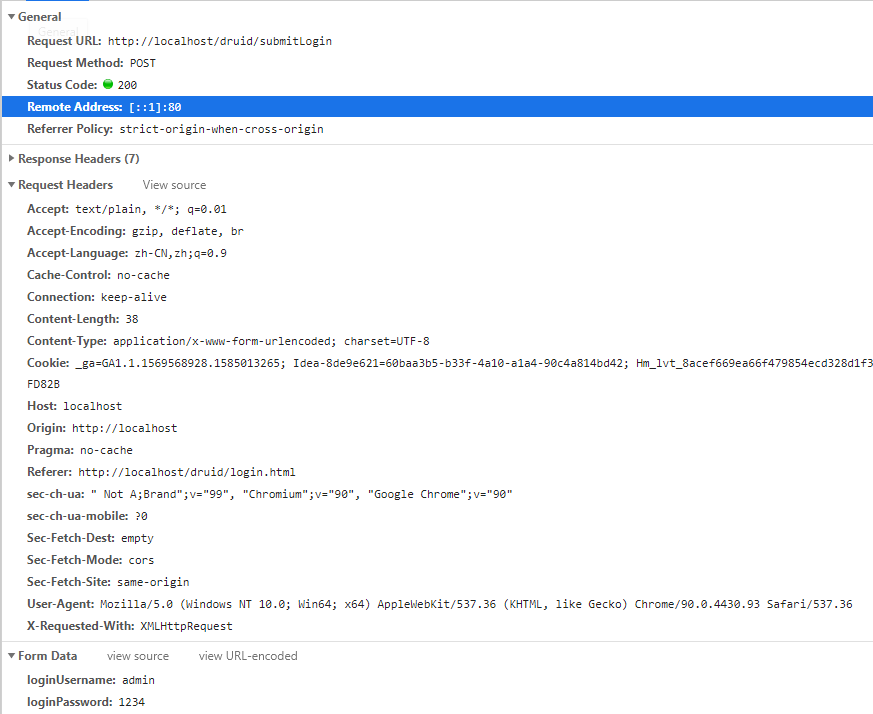 General
Request URL: http://localhost/druid/submitLogin
Request Method: POST
Status Code: 200
Remote Address: [::1]:80
Referrer Policy: strict-origin-when-cross-origin
Response Headers (7)
Request Headers View source
Accept: text/plain, */*; q=0.01
Accept-Encoding: gzip, deflate, br
Accept-Language: zh-CN,zh;q=0.9
Cache-Control: no-cache
Connection: keep-alive
Content-Length: 38
Content-Type: application/x-www-form-urlencoded; charset=UTF-8
Cookie: _ga=GA1.1.1569568928.1585013265; Idea-8de9e621=60baa3b5-b33f-4a10-a1a4-90c4a814bd42; Hm_lvt_8acef669ea66f479854ecd328d1f3
FD82B
Host: localhost
Origin: http://localhost
Pragma: no-cache
Referer: http://localhost/druid/login.html
sec-ch-ua: " Not A;Brand";v="99", "Chromium";v="90", "Google Chrome";v="90"
sec-ch-ua-mobile: ?0
Sec-Fetch-Dest: empty
Sec-Fetch-Mode: cors
Sec-Fetch-Site: same-origin
User-Agent: Mozilla/5.0 (Windows NT 10.0; Win64; x64) AppleWebKit/537.36 (KHTML, like Gecko) Chrome/90.0.4430.93 Safari/537.36
X-Requested-With: XMLHttpRequest
Form Data view source view URL-encoded
loginUsername: admin
loginPassword: 1234